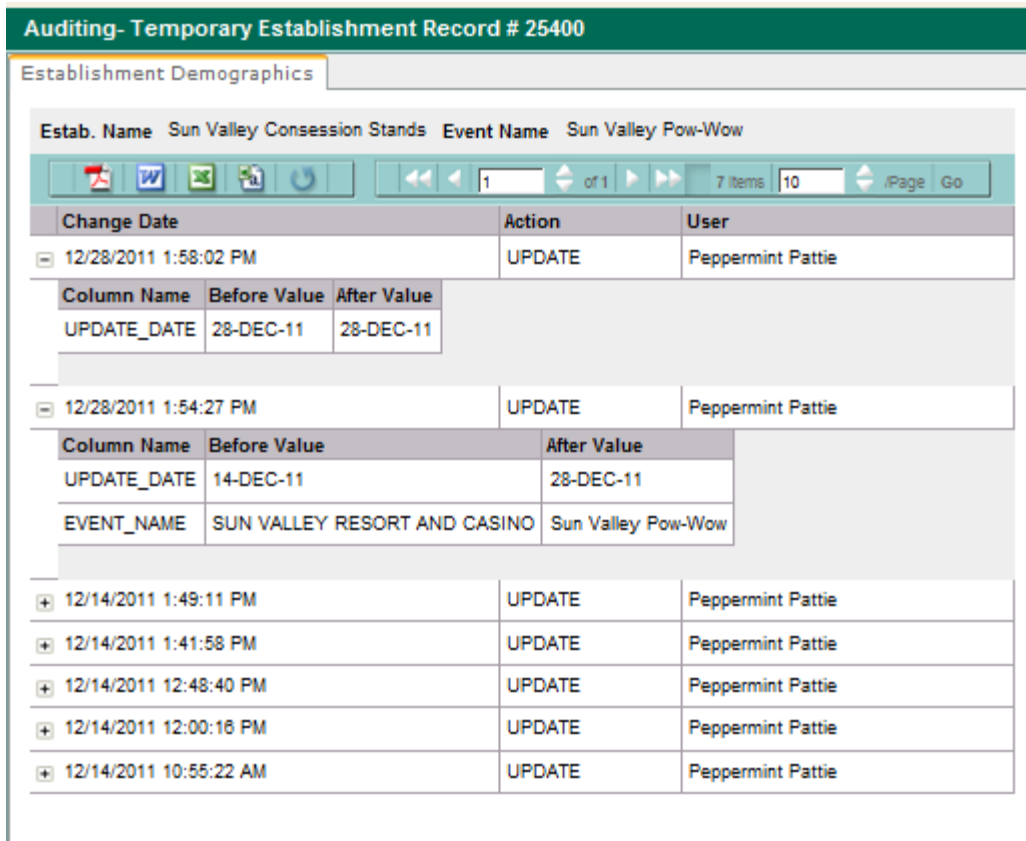 Auditing- Temporary Establishment Record # 25400
Establishment Demographics
Estab. Name Sun Valley Consession Stands Event Name Sun Valley Pow-Wow
1 of 1 7 Items 10 /Page Go
Change Date Action User
12/28/2011 1:58:02 PM UPDATE Peppermint Pattie
Column Name Before Value After Value
UPDATE_DATE 28-DEC-11 28-DEC-11
12/28/2011 1:54:27 PM UPDATE Peppermint Pattie
Column Name Before Value After Value
UPDATE_DATE 14-DEC-11 28-DEC-11
EVENT_NAME SUN VALLEY RESORT AND CASINO Sun Valley Pow-Wow
12/14/2011 1:49:11 PM UPDATE Peppermint Pattie
12/14/2011 1:41:58 PM UPDATE Peppermint Pattie
12/14/2011 12:48:40 PM UPDATE Peppermint Pattie
12/14/2011 12:00:16 PM UPDATE Peppermint Pattie
12/14/2011 10:55:22 AM UPDATE Peppermint Pattie